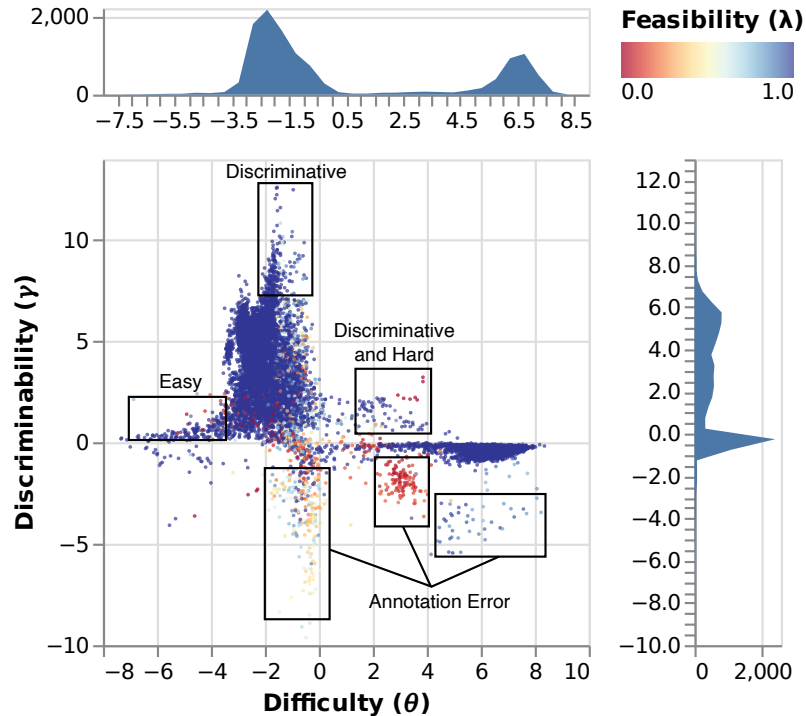 2,000
0
−7.5 −5.5 −3.5 −1.5 0.5 2.5 4.5 6.5 8.5
Feasibility (λ)
0.0 1.0
Discriminability (γ)
10
5
0
−5
−10
−8 −6 −4 −2 0 2 4 6 8 10
Difficulty (θ)
Discriminative
Discriminative
and Hard
Easy
Annotation Error
12.0
10.0
8.0
6.0
4.0
2.0
0.0
−2.0
−4.0
−6.0
−8.0
−10.0
0 2,000